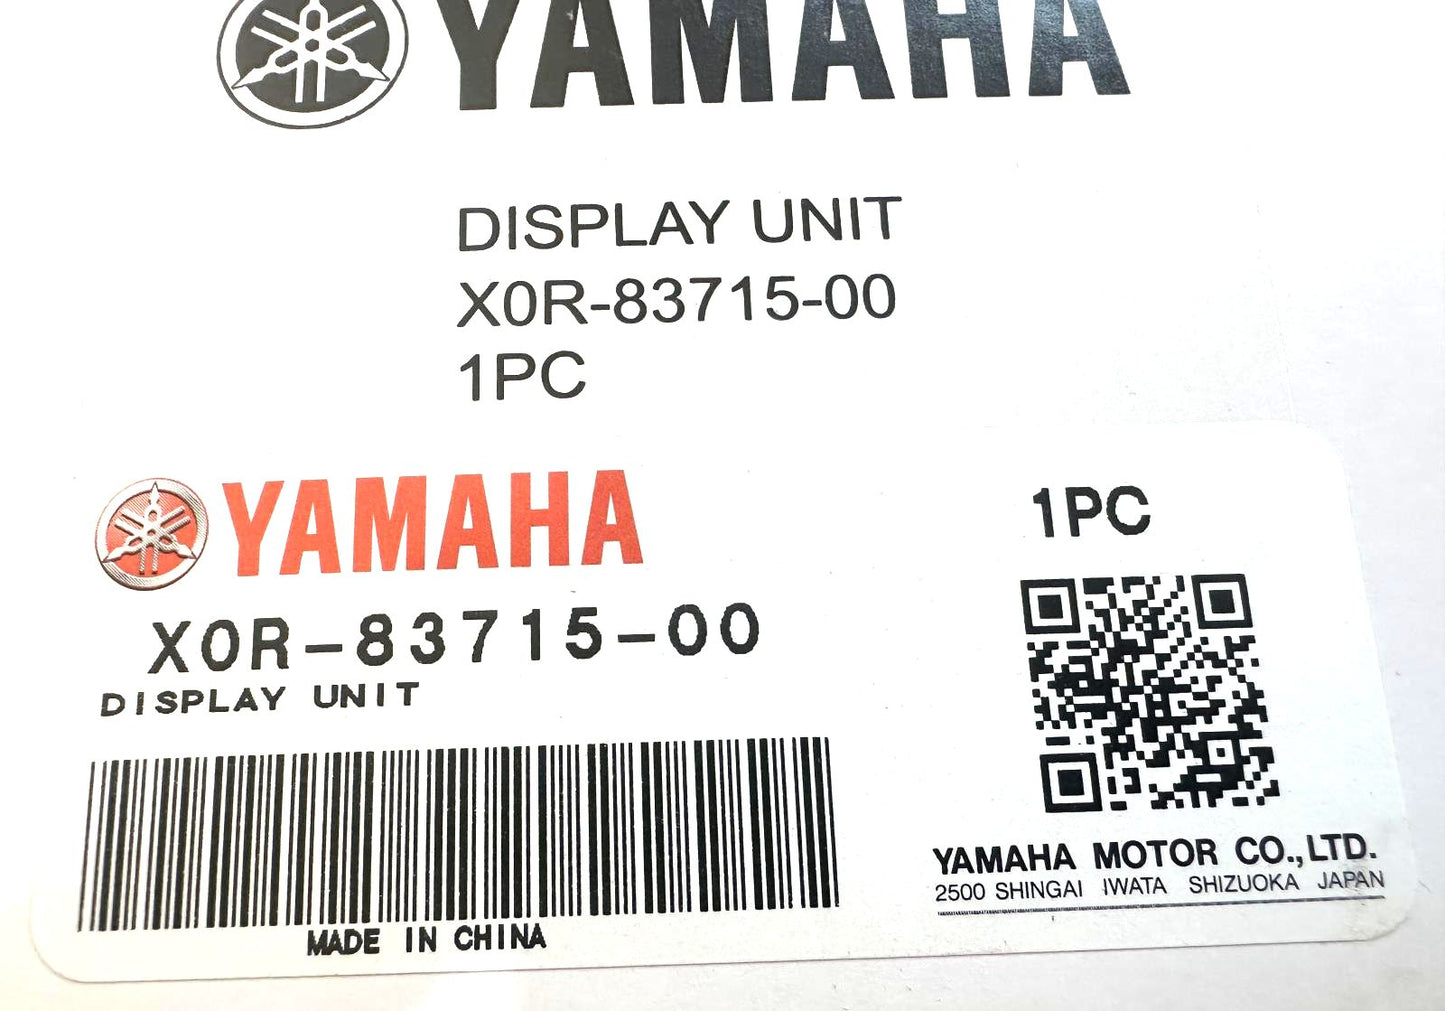 YAMAHA
DISPLAY UNIT
X0R-83715-00
1PC
YAMAHA
1PC
X0R-83715-00
DISPLAY UNIT
MADE IN CHINA
YAMAHA MOTOR CO.,LTD.
2500 SHINGAI IWATA SHIZUOKA JAPAN